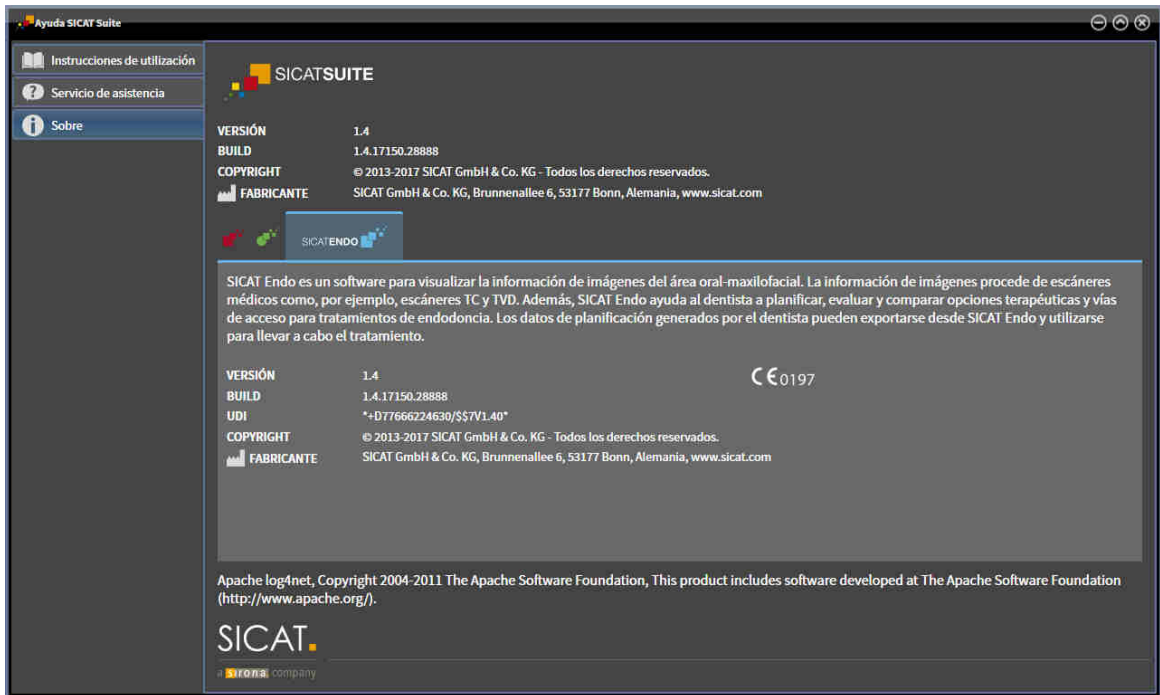 Ayuda SICAT Suite
Instrucciones de utilización
Servicio de asistencia
Sobre
SICATSUITE
VERSIÓN 1.4
BUILD 1.4.17150.28888
COPYRIGHT © 2013-2017 SICAT GmbH & Co. KG - Todos los derechos reservados.
FABRICANTE SICAT GmbH & Co. KG, Brunnenallee 6, 53177 Bonn, Alemania, www.sicat.com
SICATENDO
SICAT Endo es un software para visualizar la información de imágenes del área oral-maxilofacial. La información de imágenes procede de escáneres
médicos como, por ejemplo, escáneres TC y TVD. Además, SICAT Endo ayuda al dentista a planificar, evaluar y comparar opciones terapéuticas y vías
de acceso para tratamientos de endodoncia. Los datos de planificación generados por el dentista pueden exportarse desde SICAT Endo y utilizarse
para llevar a cabo el tratamiento.
VERSIÓN 1.4 CE0197
BUILD 1.4.17150.28888
UDI *+D77666224630/$$7V1.40*
COPYRIGHT © 2013-2017 SICAT GmbH & Co. KG - Todos los derechos reservados.
FABRICANTE SICAT GmbH & Co. KG, Brunnenallee 6, 53177 Bonn, Alemania, www.sicat.com
Apache log4net, Copyright 2004-2011 The Apache Software Foundation, This product includes software developed at The Apache Software Foundation
(http://www.apache.org/).
SICAT.
a sirona company